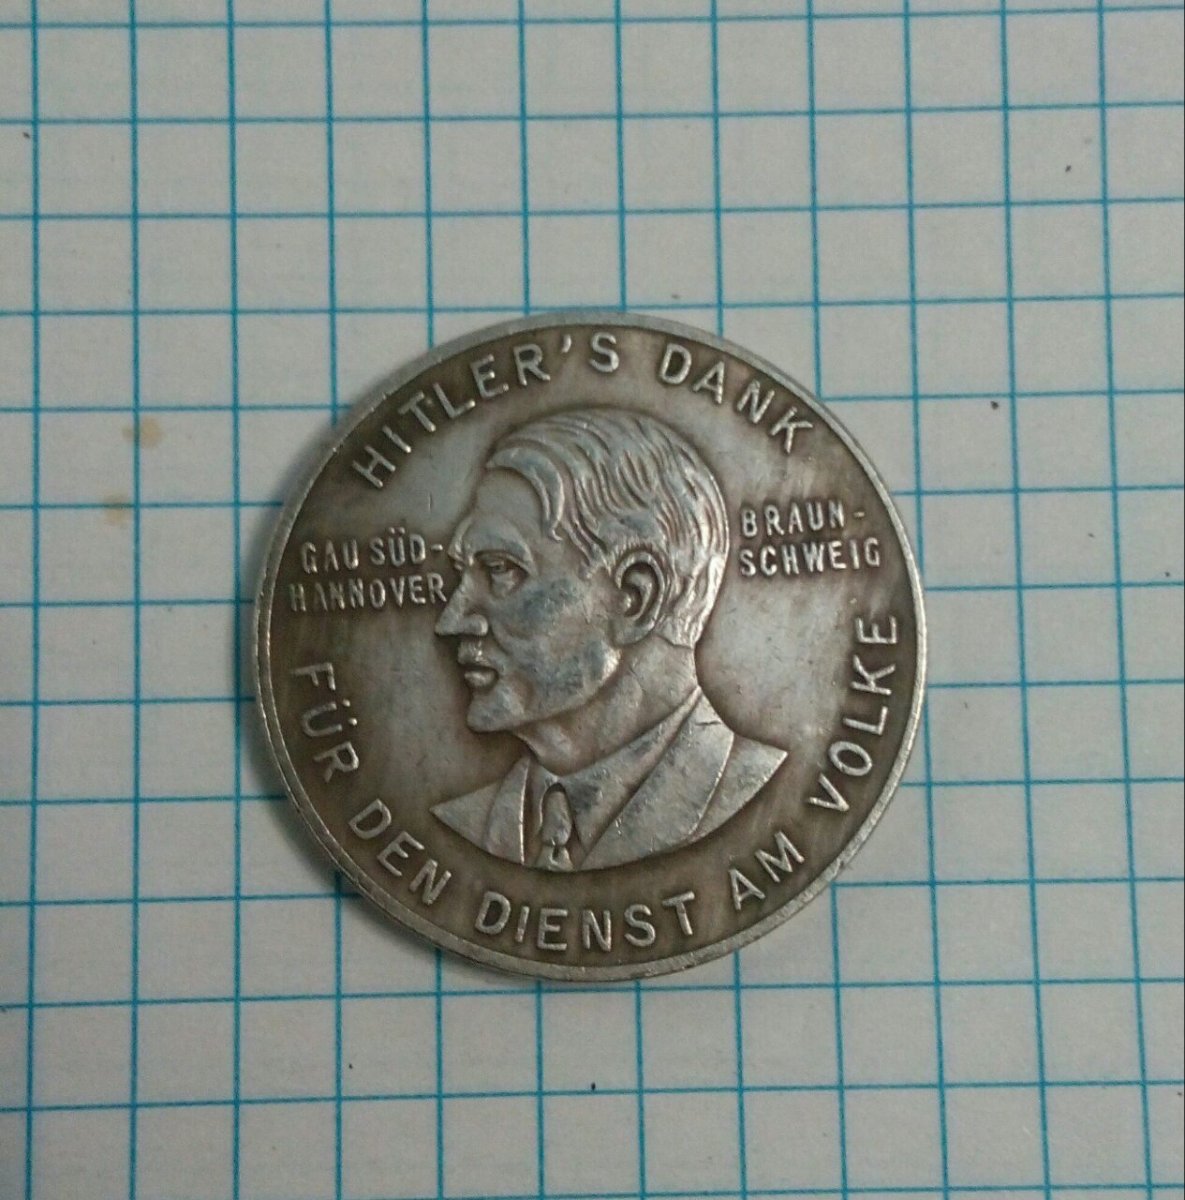 HITLER'S DANK
GAU SÜD-
HANNOVER
BRAUN-
SCHWEIG
FÜR DEN DIENST AM VOLKE